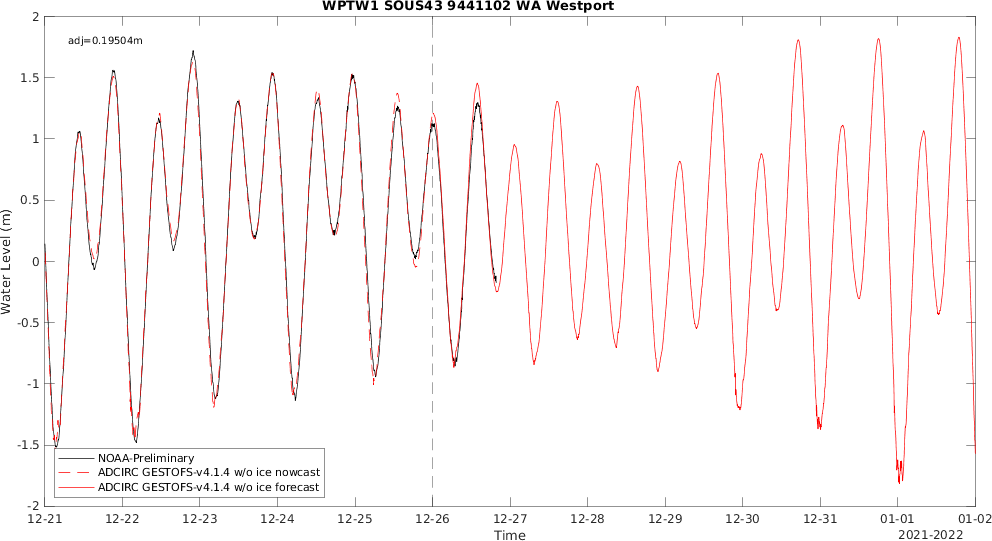 WPTW1 SOUS43 9441102 WA Westport
adj=0.19504m
2
1.5
1
0.5
0
-0.5
-1
-1.5
-2
Water Level (m)
NOAA-Preliminary
ADCIRC GESTOFS-v4.1.4 w/o ice nowcast
ADCIRC GESTOFS-v4.1.4 w/o ice forecast
12-21 12-22 12-23 12-24 12-25 12-26 12-27 12-28 12-29 12-30 12-31 01-01 01-02
Time
2021-2022